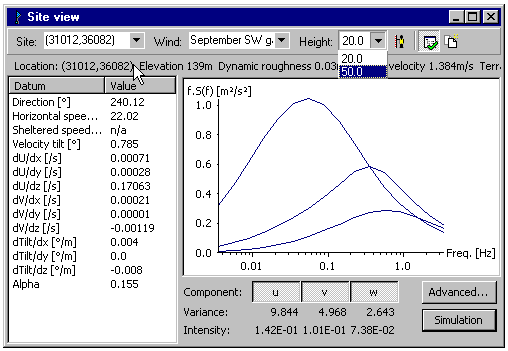 Site view
Site: (31012,36082) Wind: September SW g. Height: 20.0
20.0
50.0
Location: (31012,36082) Elevation 139m Dynamic roughness 0.03 velocity 1.384m/s Terra
Datum Value
Direction [°] 240.12
Horizontal spee... 22.02
Sheltered speed... n/a
Velocity tilt [°] 0.785
dU/dx [/s] 0.00071
dU/dy [/s] 0.00028
dU/dz [/s] 0.17063
dV/dx [/s] 0.00021
dV/dy [/s] 0.00001
dV/dz [/s] -0.00119
dTilt/dx [°/m] 0.004
dTilt/dy [°/m] 0.0
dTilt/dz [°/m] -0.008
Alpha 0.155
f.S(f) [m²/s²]
1.0
0.8
0.6
0.4
0.2
0.0
0.01 0.1 1.0 Freq. [Hz]
Component: u v w
Variance: 9.844 4.968 2.643
Intensity: 1.42E-01 1.01E-01 7.38E-02
Advanced...
Simulation